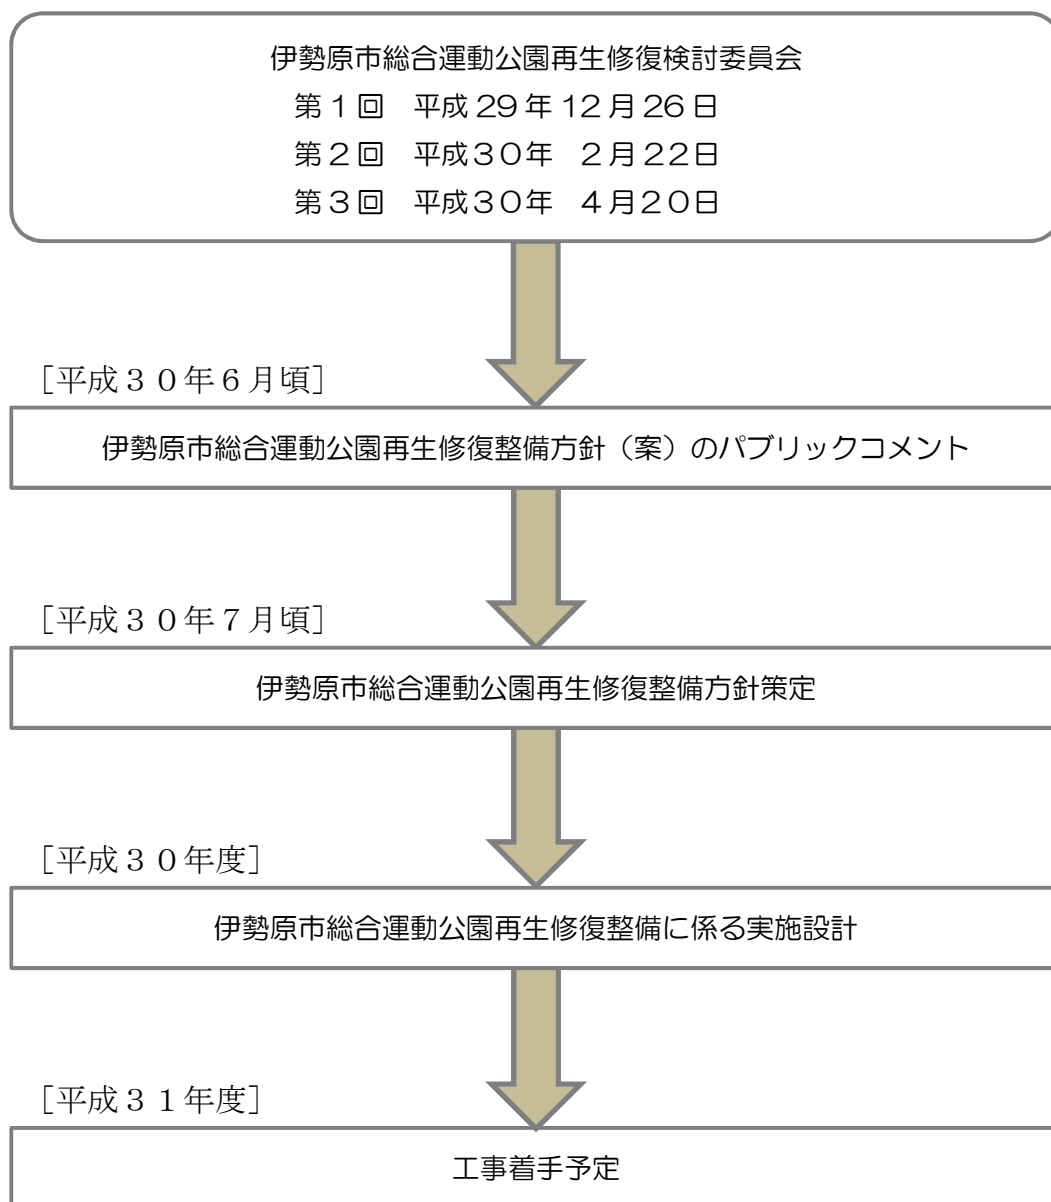 伊勢原市総合運動公園再生修復検討委員会
第１回　平成 29 年 12 月 26 日
第２回　平成３０年　２月２２日
第３回　平成３０年　４月２０日
［平成３０年６月頃］
伊勢原市総合運動公園再生修復整備方針（案）のパブリックコメント
［平成３０年７月頃］
伊勢原市総合運動公園再生修復整備方針策定
［平成３０年度］
伊勢原市総合運動公園再生修復整備に係る実施設計
［平成３１年度］
工事着手予定